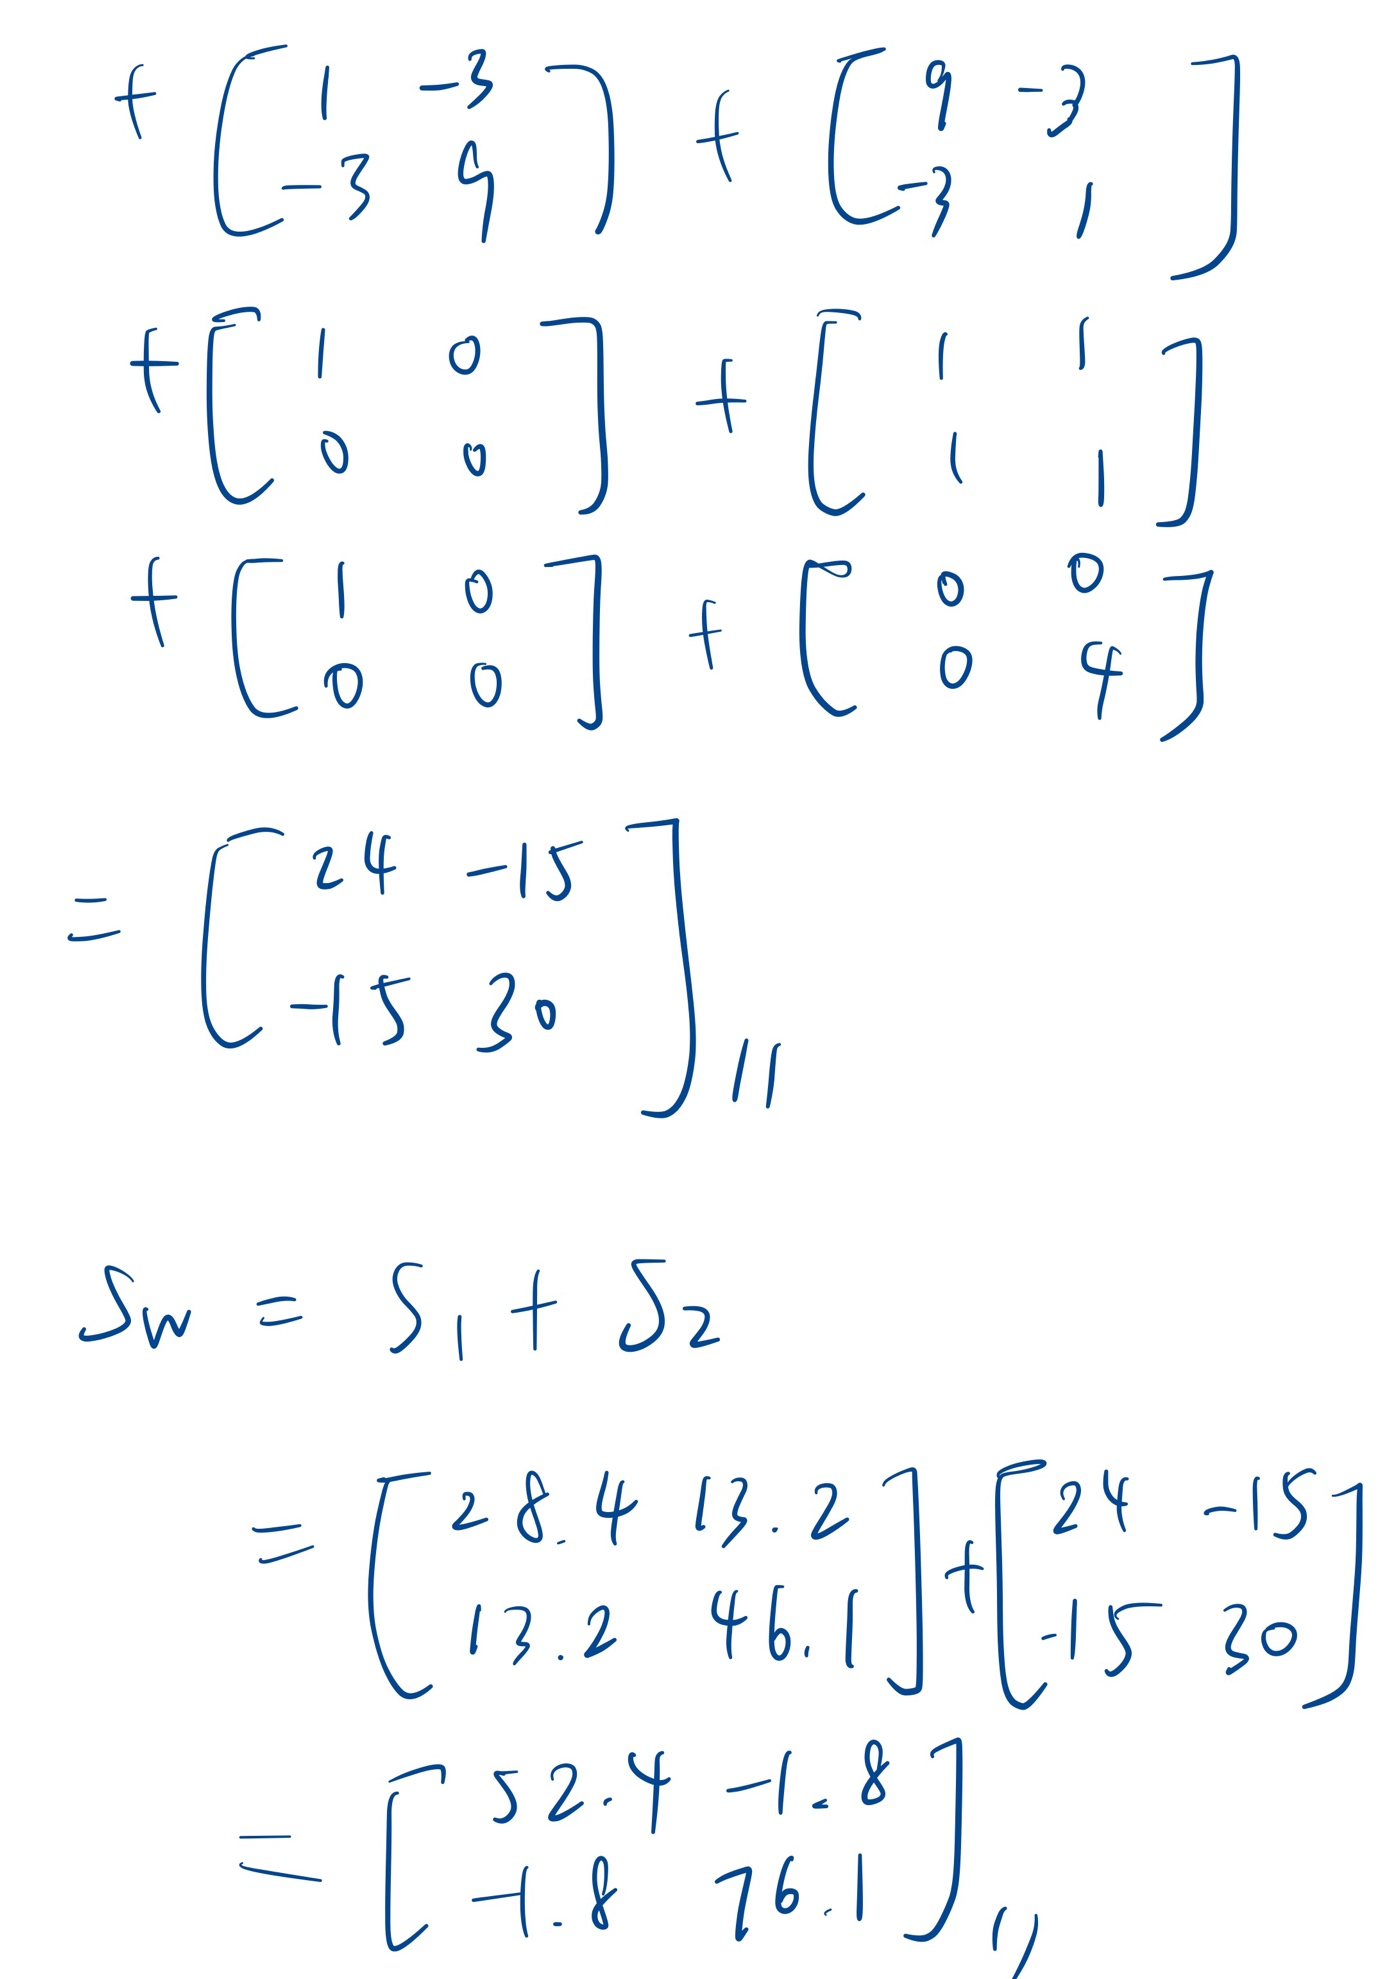 + [ 1 -3 ] + [ 9 -3 ]
[ -3 9 ] [ -3 1 ]
+ [ 1 0 ] + [ 1 1 ]
[ 0 0 ] [ 1 1 ]
+ [ 1 0 ] + [ 0 0 ]
[ 0 0 ] [ 0 4 ]
= [ 24 -15 ]
[ -15 30 ] //
Sw = S1 + S2
= [ 28.4 13.2 ] + [ 24 -15 ]
[ 13.2 46.1 ] [ -15 30 ]
= [ 52.4 -1.8 ]
[ -1.8 76.1 ] //